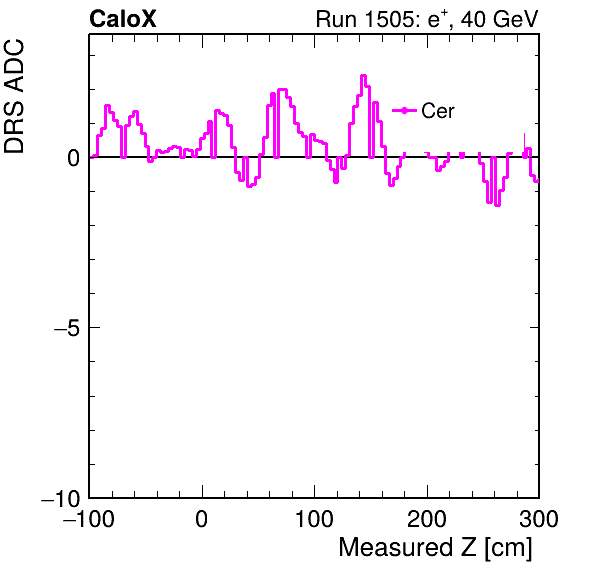 CaloX Run 1505: e⁺, 40 GeV
DRS ADC
Cer
0
−5
−10
−100 0 100 200 300
Measured Z [cm]